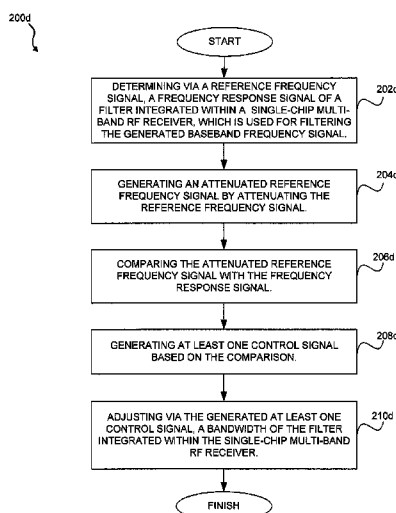 200d
START
DETERMINING VIA A REFERENCE FREQUENCY
SIGNAL, A FREQUENCY RESPONSE SIGNAL OF A
FILTER INTEGRATED WITHIN A SINGLE-CHIP MULTI-
BAND RF RECEIVER, WHICH IS USED FOR FILTERING
THE GENERATED BASEBAND FREQUENCY SIGNAL.
202d
GENERATING AN ATTENUATED REFERENCE
FREQUENCY SIGNAL BY ATTENUATING THE
REFERENCE FREQUENCY SIGNAL.
204d
COMPARING THE ATTENUATED REFERENCE
FREQUENCY SIGNAL WITH THE FREQUENCY
RESPONSE SIGNAL.
206d
GENERATING AT LEAST ONE CONTROL SIGNAL
BASED ON THE COMPARISON.
208d
ADJUSTING VIA THE GENERATED AT LEAST ONE
CONTROL SIGNAL, A BANDWIDTH OF THE FILTER
INTEGRATED WITHIN THE SINGLE-CHIP MULTI-BAND
RF RECEIVER.
210d
FINISH